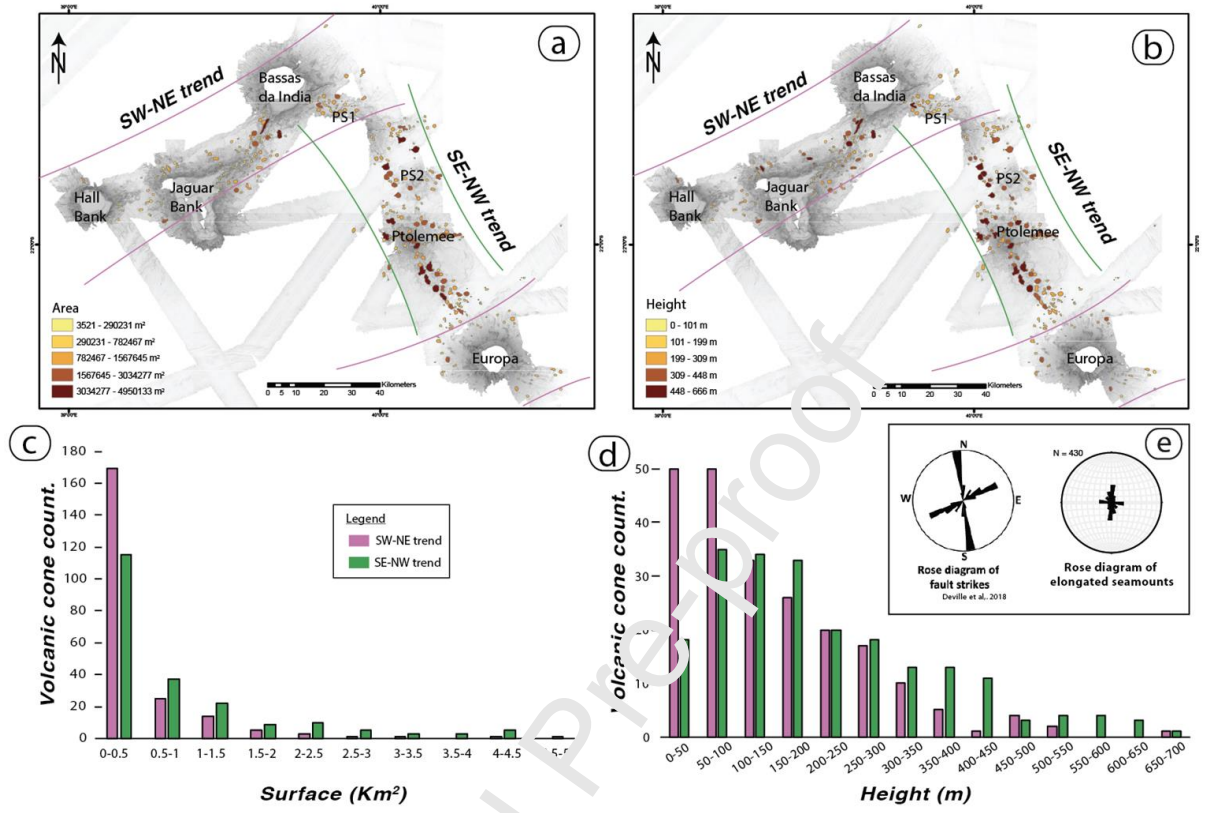 a
N
SW-NE trend
Bassas
da India
PS1
SE-NW trend
PS2
Hall
Bank
Jaguar
Bank
Ptolemee
Area
3521 - 290231 m²
290231 - 782467 m²
782467 - 1567645 m²
1567645 - 3034277 m²
3034277 - 4950133 m²
Europa
Kilometers
0 5 10 20 30 40
b
N
SW-NE trend
Bassas
da India
PS1
SE-NW trend
PS2
Hall
Bank
Jaguar
Bank
Ptolemee
Height
0 - 101 m
101 - 199 m
199 - 309 m
309 - 448 m
448 - 666 m
Europa
Kilometers
0 5 10 20 30 40
c
Volcanic cone count.
180
160
140
120
100
80
60
40
20
0
Legend
SW-NE trend
SE-NW trend
0-0.5 0.5-1 1-1.5 1.5-2 2-2.5 2.5-3 3-3.5 3.5-4 4-4.5
Surface (Km²)
d
cone count.
50
40
30
0
0-50 50-100 100-150 150-200 200-250 250-300 300-350 350-400 400-450 450-500 500-550 550-600 600-650 650-700
Height (m)
e
N
W
E
S
Rose diagram of
fault strikes
Deville et al,. 2018
N = 430
Rose diagram of
elongated seamounts
Pre-proof